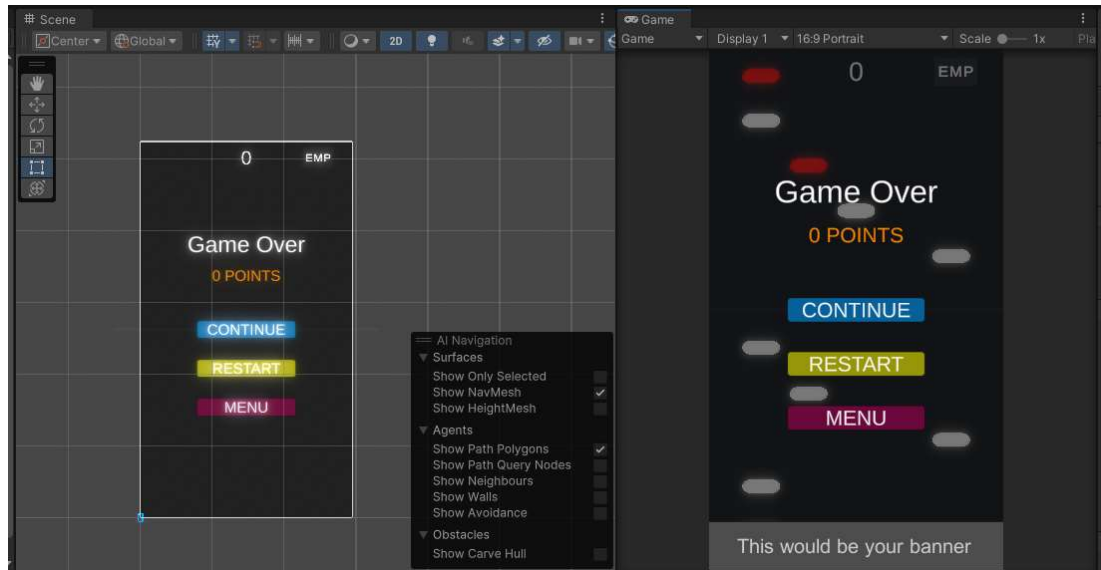 Scene
Center
Global
2D
0
EMP
Game Over
0 POINTS
CONTINUE
RESTART
MENU
AI Navigation
Surfaces
Show Only Selected
Show NavMesh
Show HeightMesh
Agents
Show Path Polygons
Show Path Query Nodes
Show Neighbours
Show Walls
Show Avoidance
Obstacles
Show Carve Hull
Game
Game Display 1 16:9 Portrait Scale 1x Pla
0
EMP
Game Over
0 POINTS
CONTINUE
RESTART
MENU
This would be your banner